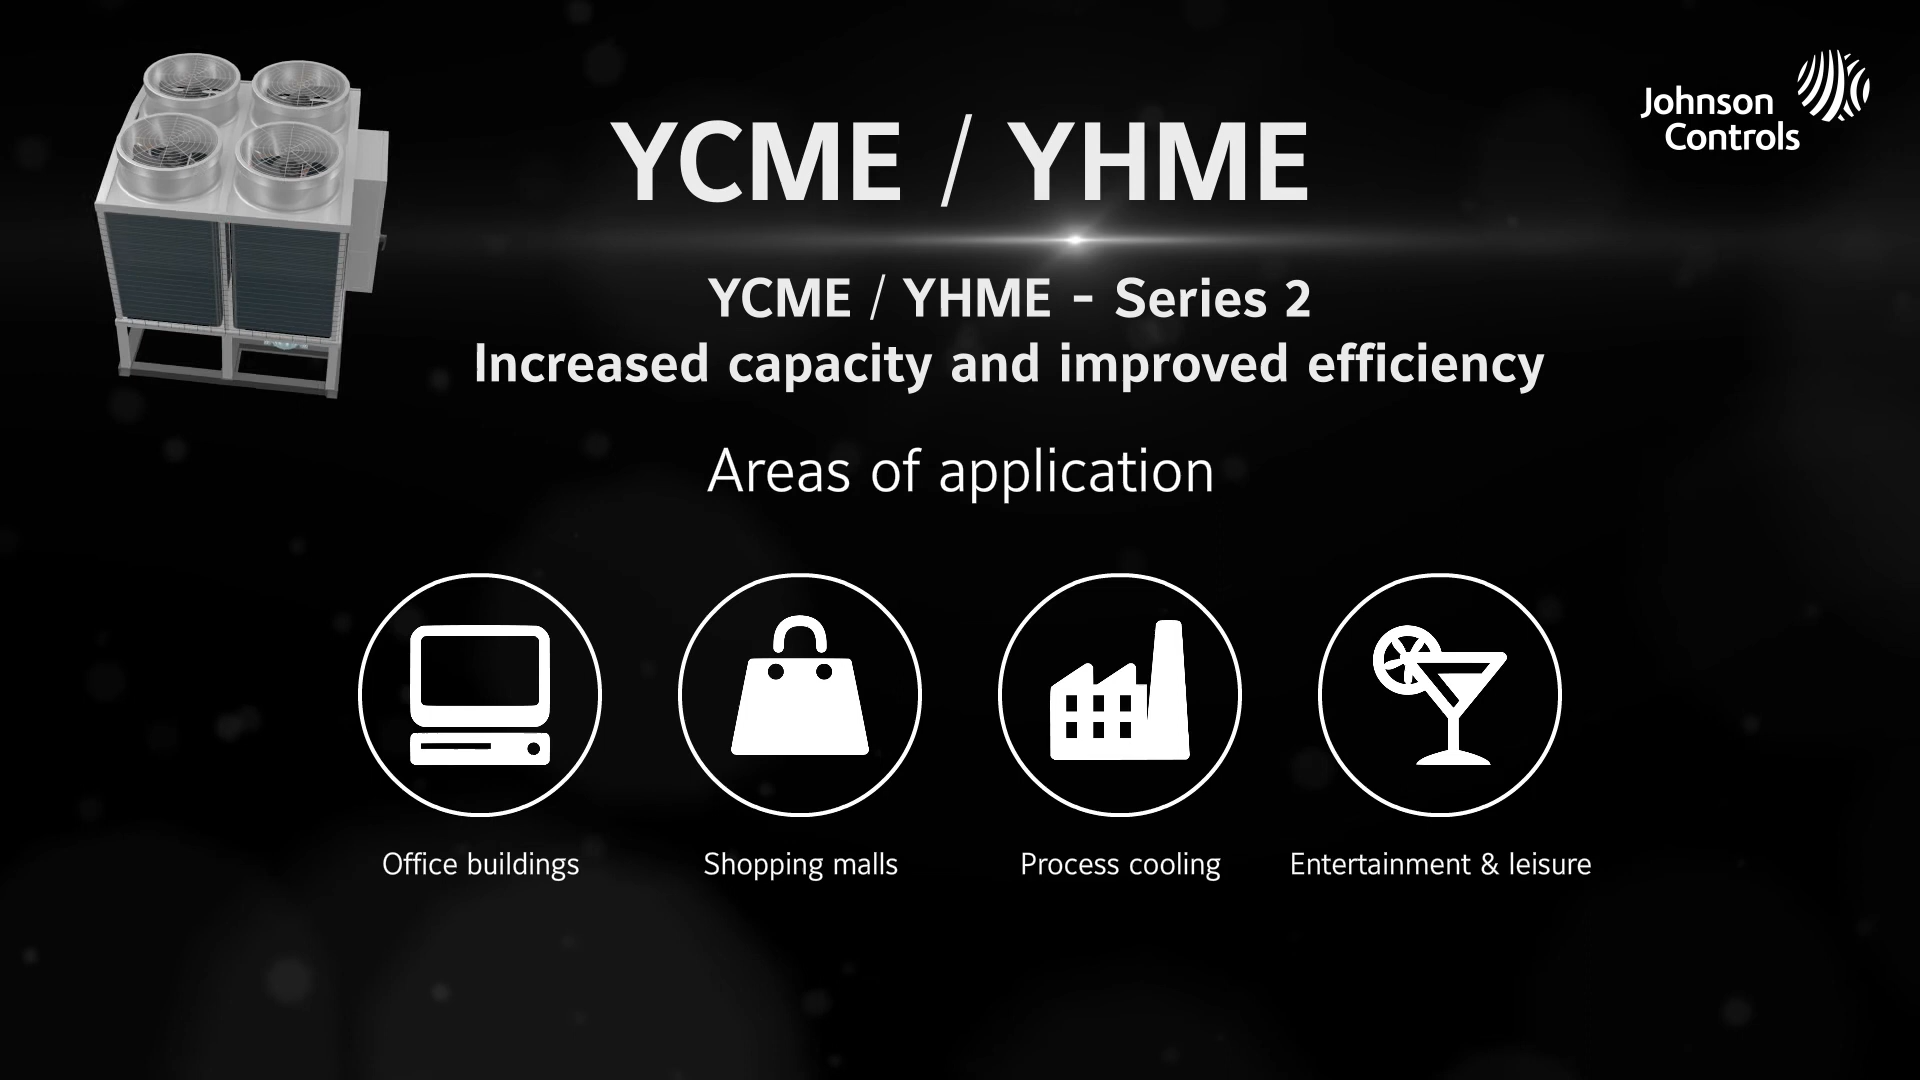 Johnson
Controls
YCME / YHME
YCME / YHME - Series 2
Increased capacity and improved efficiency
Areas of application
Office buildings
Shopping malls
Process cooling
Entertainment & leisure